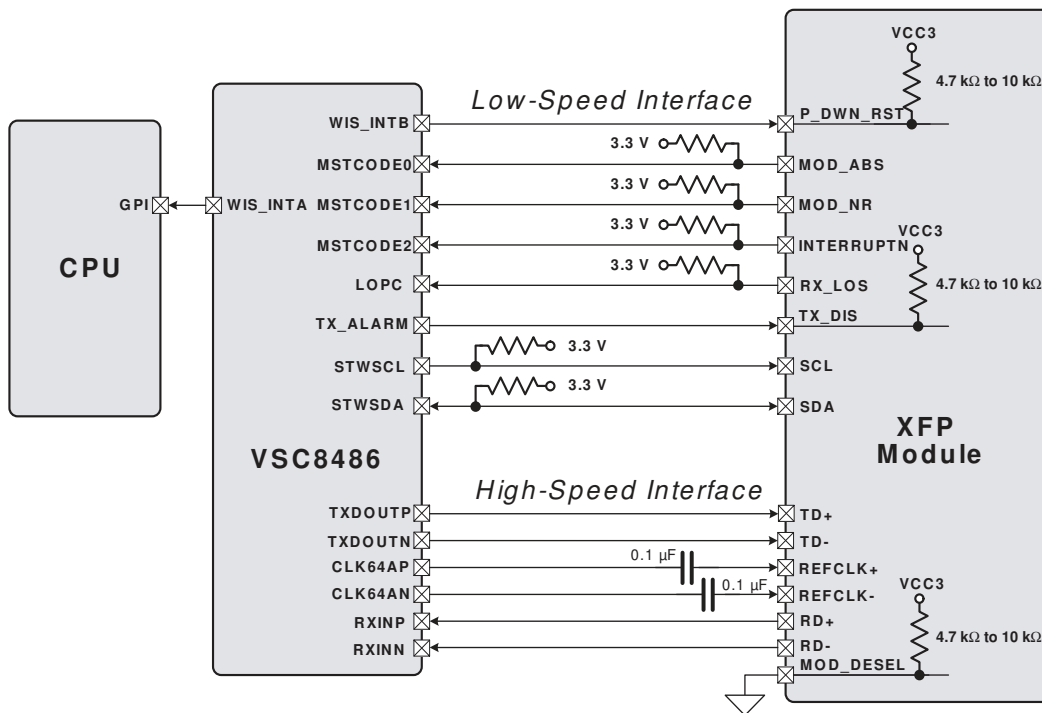 VCC3
4.7 kΩ to 10 kΩ
Low-Speed Interface
WIS_INTB
P_DWN_RST
3.3 V
MSTCODE0
MOD_ABS
3.3 V
GPI
WIS_INTA
MSTCODE1
MOD_NR
3.3 V
VCC3
MSTCODE2
INTERRUPTN
CPU
3.3 V
LOPC
RX_LOS
4.7 kΩ to 10 kΩ
TX_ALARM
TX_DIS
3.3 V
STWSCL
SCL
3.3 V
STWSDA
SDA
XFP
Module
VSC8486
High-Speed Interface
TXDOUTP
TD+
TXDOUTN
TD-
0.1 µF
CLK64AP
REFCLK+
0.1 µF
VCC3
CLK64AN
REFCLK-
RXINP
RD+
4.7 kΩ to 10 kΩ
RXINN
RD-
MOD_DESEL